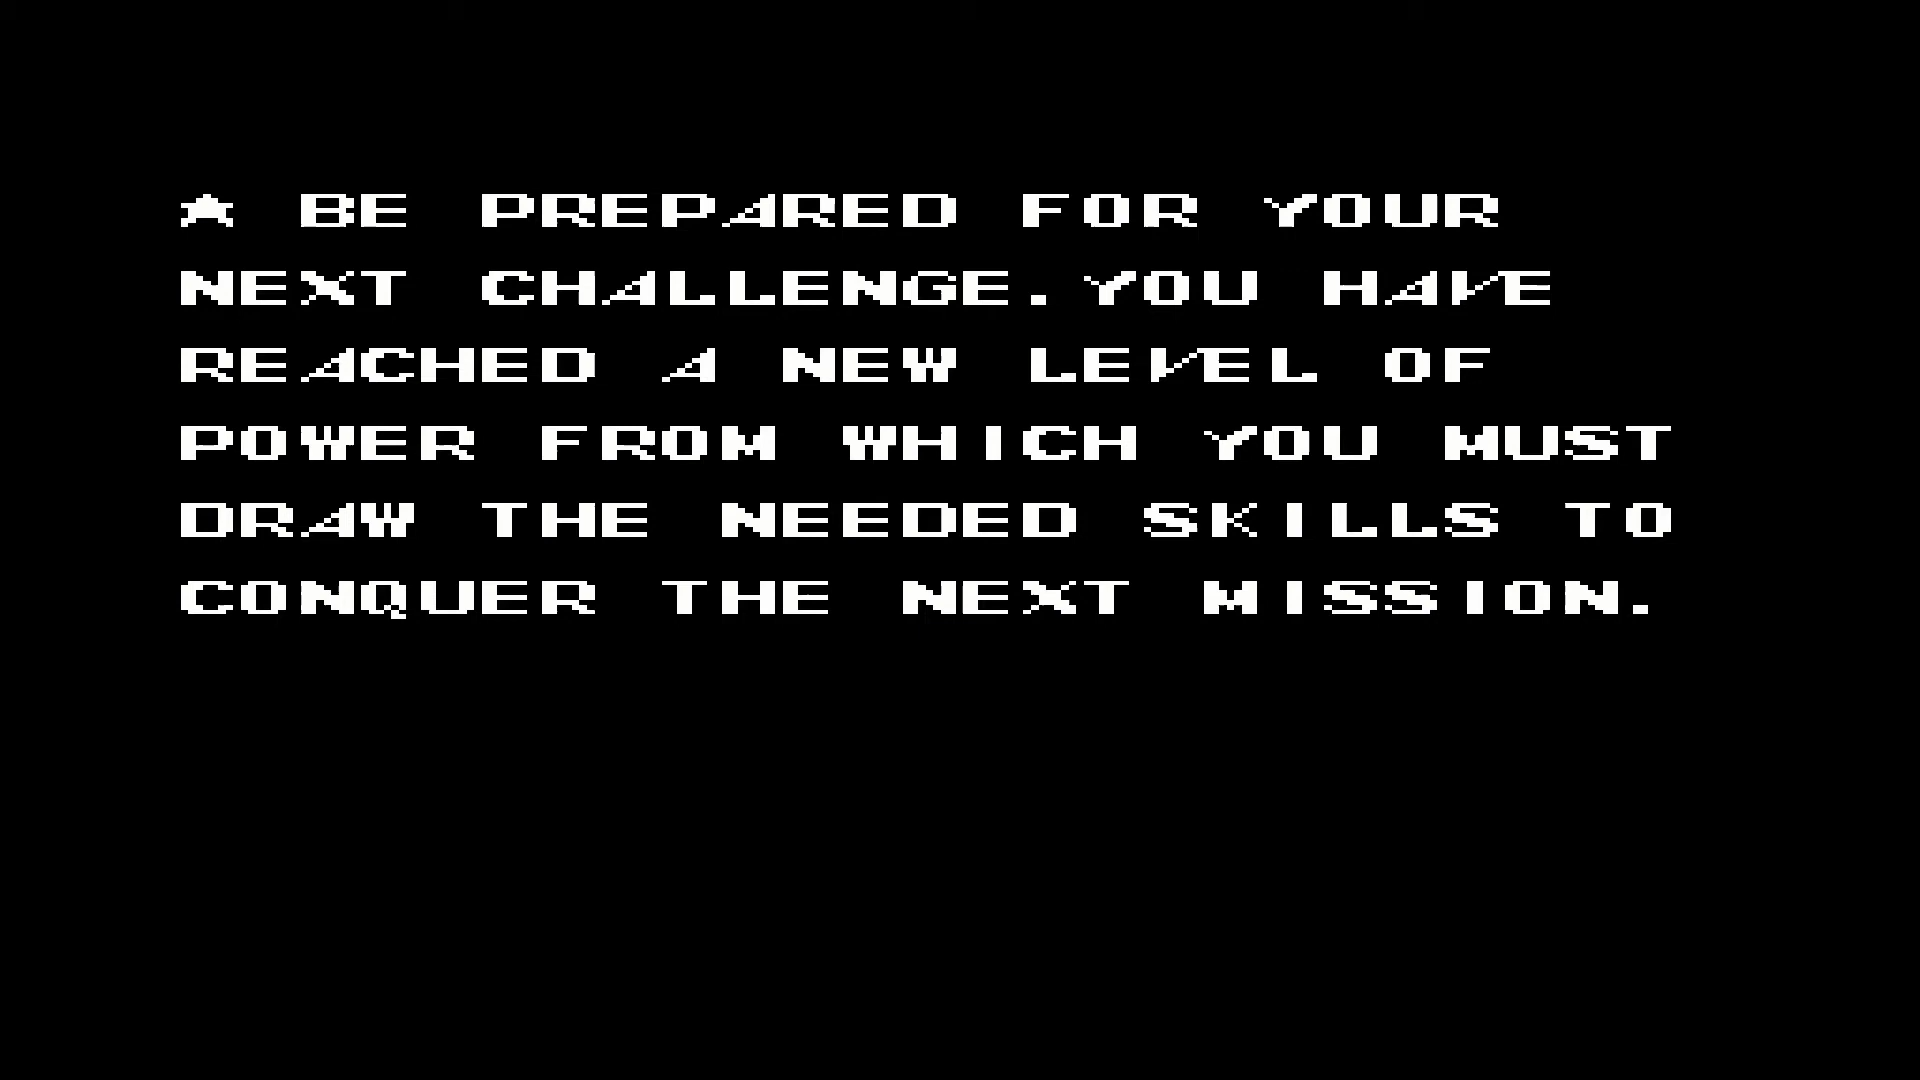 ★ BE PREPARED FOR YOUR
NEXT CHALLENGE.YOU HAVE
REACHED A NEW LEVEL OF
POWER FROM WHICH YOU MUST
DRAW THE NEEDED SKILLS TO
CONQUER THE NEXT MISSION.